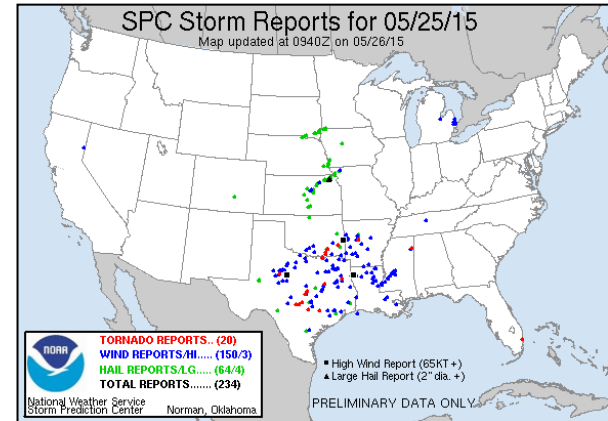 SPC Storm Reports for 05/25/15
Map updated at 0940Z on 05/26/15
TORNADO REPORTS.. (20)
WIND REPORTS/HI..... (150/3)
HAIL REPORTS/LG..... (64/4)
TOTAL REPORTS....... (234)
NOAA
National Weather Service
Storm Prediction Center Norman, Oklahoma
High Wind Report (65KT +)
Large Hail Report (2" dia. +)
PRELIMINARY DATA ONLY